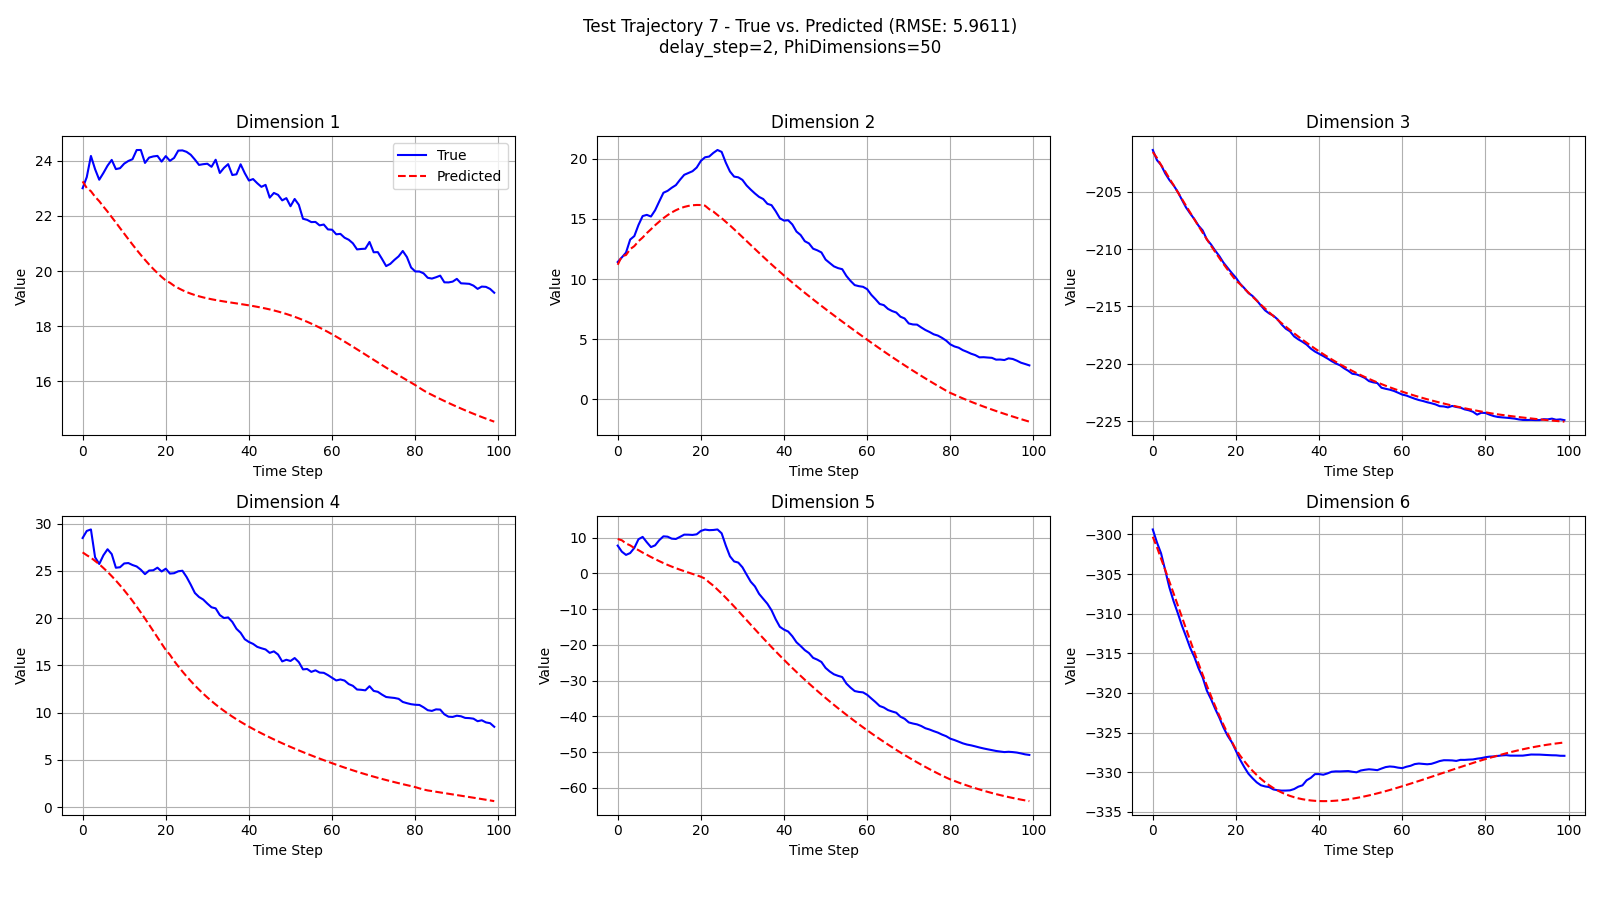 Test Trajectory 7 - True vs. Predicted (RMSE: 5.9611)
delay_step=2, PhiDimensions=50
Dimension 1
24
22
20
18
16
Value
0 20 40 60 80 100
Time Step
True
Predicted
Dimension 2
20
15
10
5
0
Value
0 20 40 60 80 100
Time Step
Dimension 3
−205
−210
−215
−220
−225
Value
0 20 40 60 80 100
Time Step
Dimension 4
30
25
20
15
10
5
0
Value
0 20 40 60 80 100
Time Step
Dimension 5
10
0
−10
−20
−30
−40
−50
−60
Value
0 20 40 60 80 100
Time Step
Dimension 6
−300
−305
−310
−315
−320
−325
−330
−335
Value
0 20 40 60 80 100
Time Step